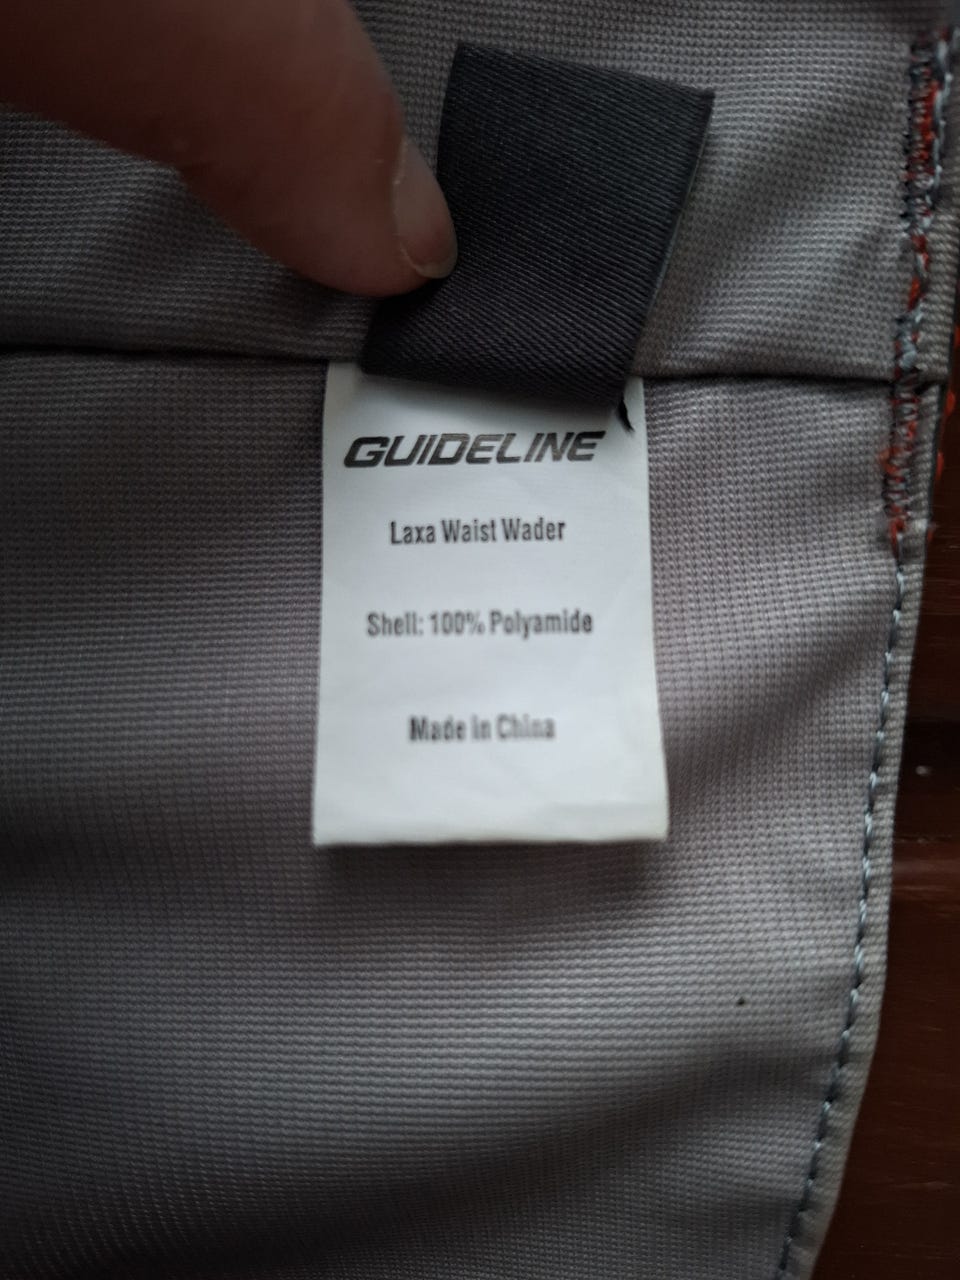 GUIDELINE
Laxa Waist Wader
Shell: 100% Polyamide
Made in China